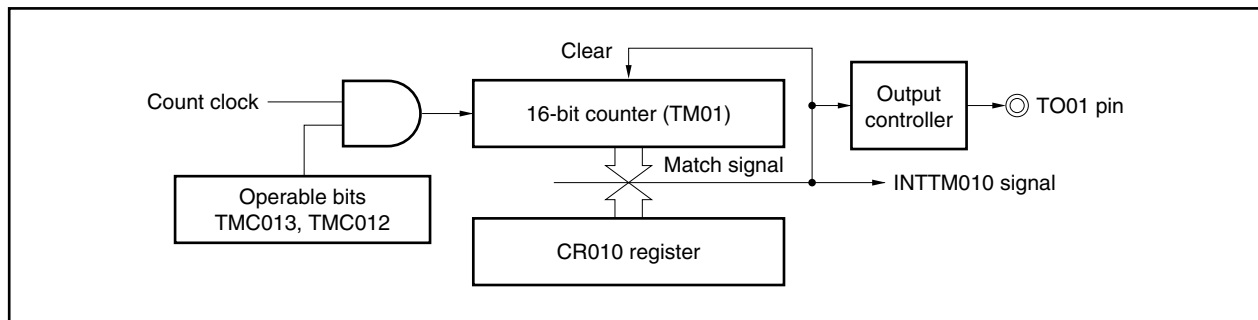 Clear
Count clock
16-bit counter (TM01)
Output
controller
TO01 pin
Operable bits
TMC013, TMC012
Match signal
INTTM010 signal
CR010 register